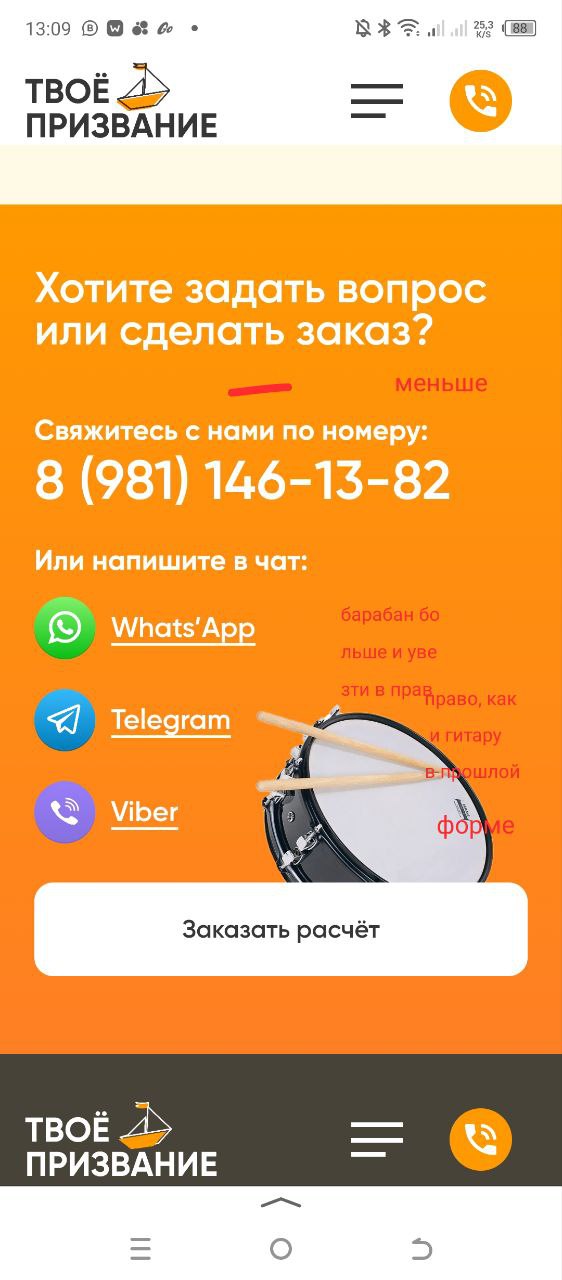 13:09
25,3
K/S
88
ТВОЁ
ПРИЗВАНИЕ
Хотите задать вопрос
или сделать заказ?
меньше
Свяжитесь с нами по номеру:
8 (981) 146-13-82
Или напишите в чат:
Whats'App
барабан бо
льше и уве
зти в прав
право, как
и гитару
в прошлой
форме
Telegram
Viber
Заказать расчёт
ТВОЁ
ПРИЗВАНИЕ